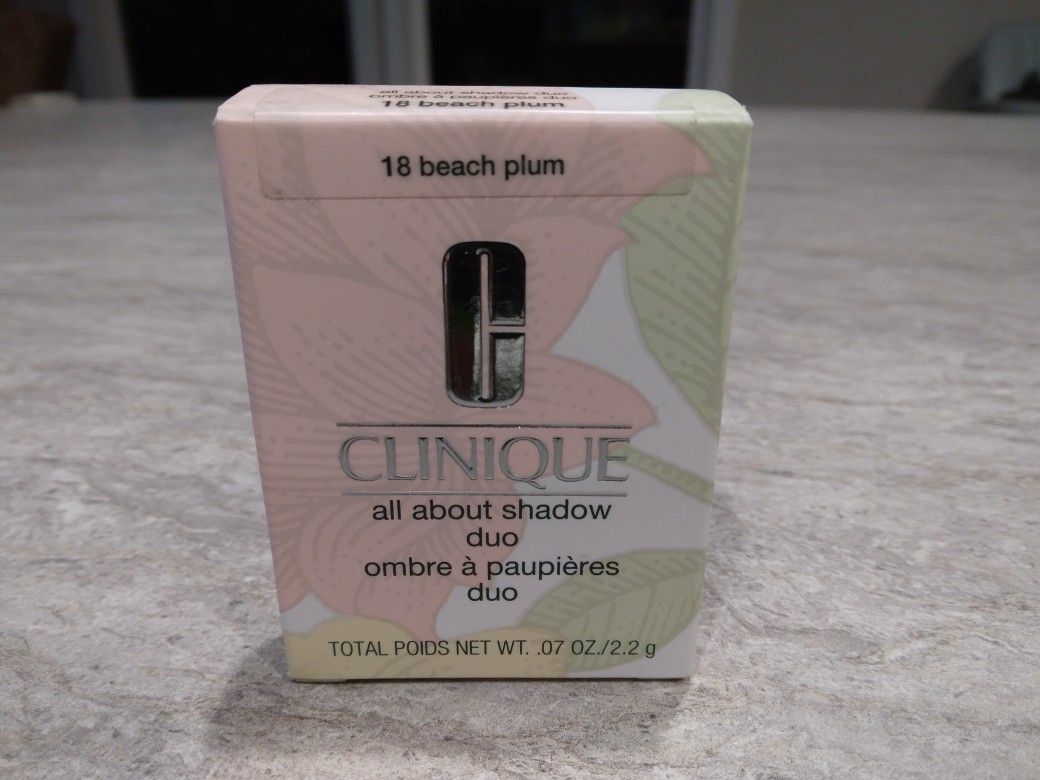 all about shadow duo
ombre à paupières duo
18 beach plum
18 beach plum
CLINIQUE
all about shadow
duo
ombre à paupières
duo
TOTAL POIDS NET WT. .07 OZ./2.2 g